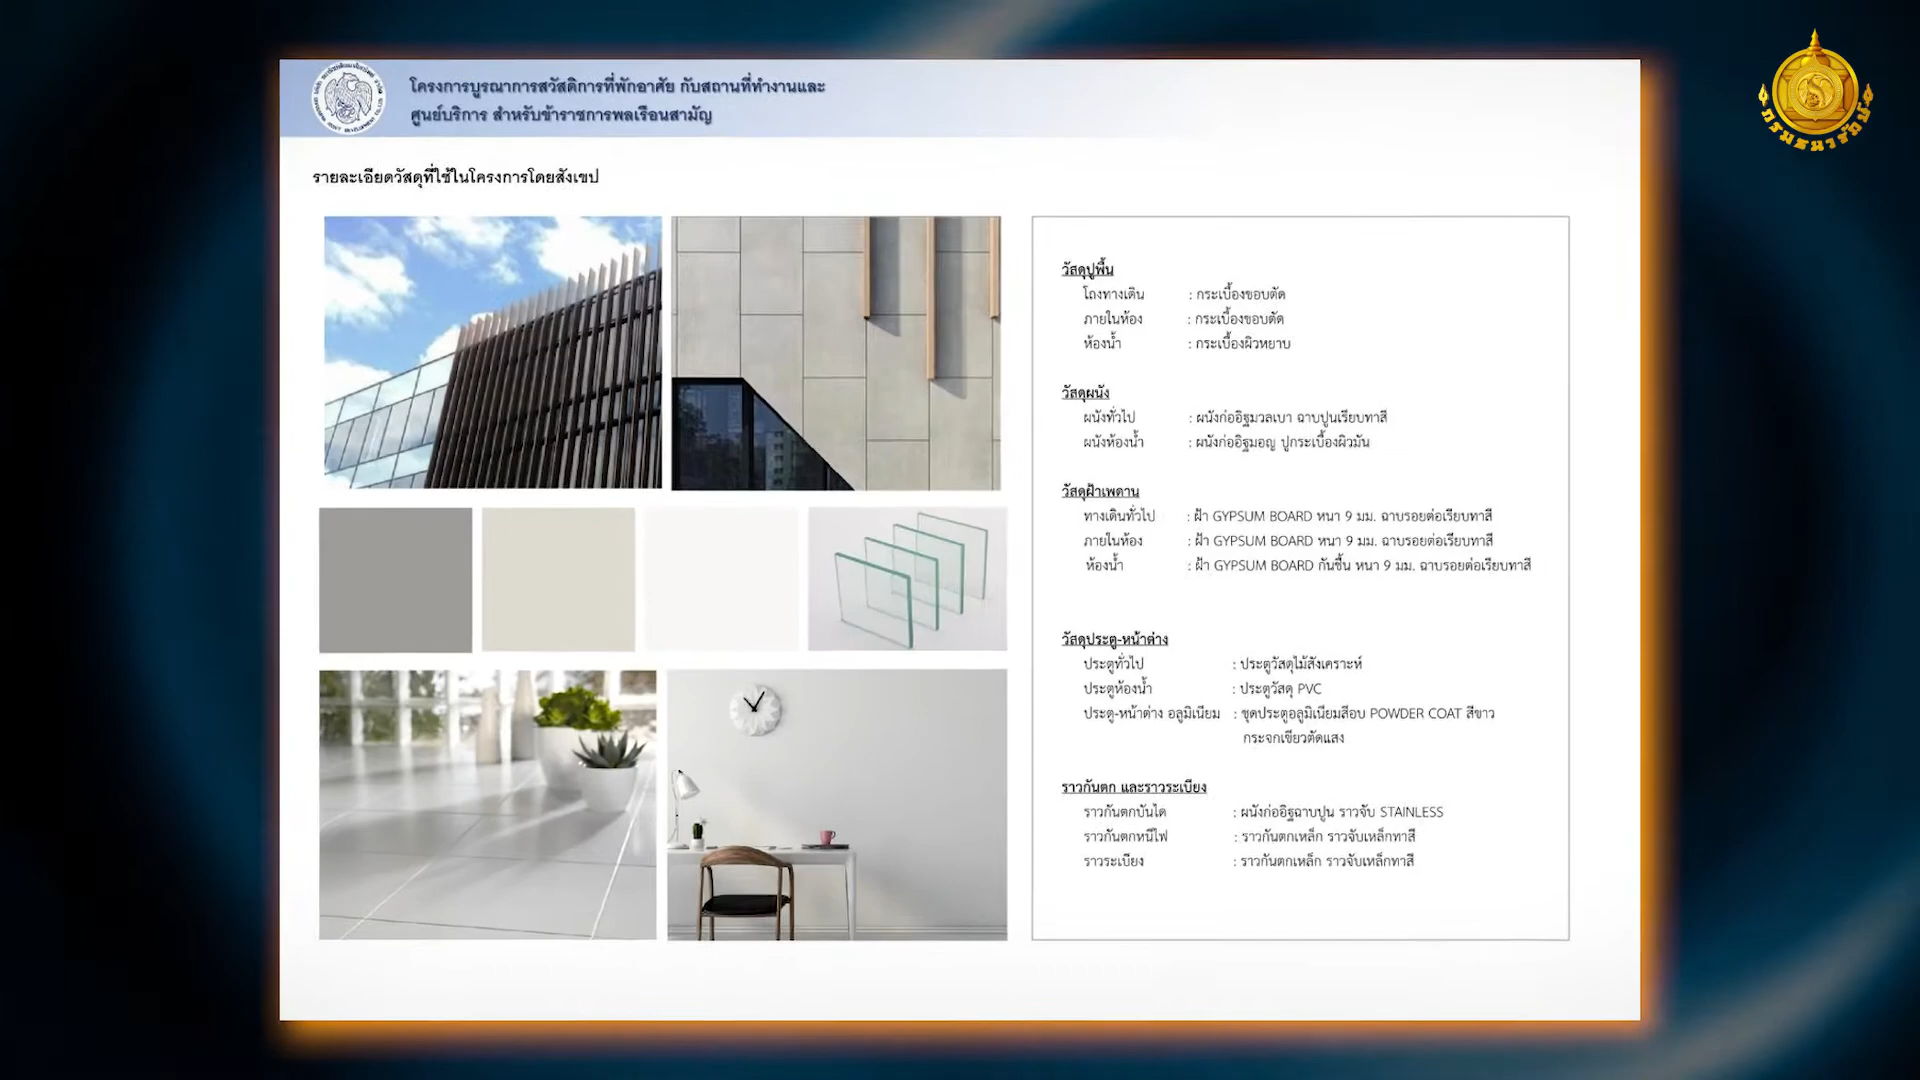 โครงการบูรณาการสวัสดิการที่พักอาศัย กับสถานที่ทำงานและ
ศูนย์บริการ สำหรับข้าราชการพลเรือนสามัญ
กรมธนารักษ์
รายละเอียดวัสดุที่ใช้ในโครงการโดยสังเขป
วัสดุปูพื้น
โถงทางเดิน : กระเบื้องขอบตัด
ภายในห้อง : กระเบื้องขอบตัด
ห้องน้ำ : กระเบื้องผิวหยาบ
วัสดุผนัง
ผนังทั่วไป : ผนังก่ออิฐมวลเบา ฉาบปูนเรียบทาสี
ผนังห้องน้ำ : ผนังก่ออิฐมอญ ปูกระเบื้องผิวมัน
วัสดุฝ้าเพดาน
ทางเดินทั่วไป : ฝ้า GYPSUM BOARD หนา 9 มม. ฉาบรอยต่อเรียบทาสี
ภายในห้อง : ฝ้า GYPSUM BOARD หนา 9 มม. ฉาบรอยต่อเรียบทาสี
ห้องน้ำ : ฝ้า GYPSUM BOARD กันชื้น หนา 9 มม. ฉาบรอยต่อเรียบทาสี
วัสดุประตู-หน้าต่าง
ประตูทั่วไป : ประตูวัสดุไม้สังเคราะห์
ประตูห้องน้ำ : ประตูวัสดุ PVC
ประตู-หน้าต่าง อลูมิเนียม : ชุดประตูอลูมิเนียมสีอบ POWDER COAT สีขาว
กระจกเขียวตัดแสง
ราวกันตก และราวระเบียง
ราวกันตกบันได : ผนังก่ออิฐฉาบปูน ราวจับ STAINLESS
ราวกันตกหนีไฟ : ราวกันตกเหล็ก ราวจับเหล็กทาสี
ราวระเบียง : ราวกันตกเหล็ก ราวจับเหล็กทาสี